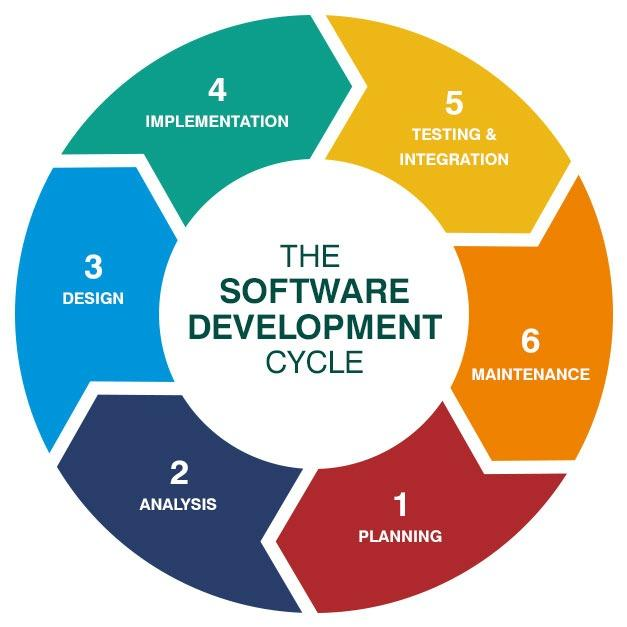 THE
SOFTWARE
DEVELOPMENT
CYCLE
1
PLANNING
2
ANALYSIS
3
DESIGN
4
IMPLEMENTATION
5
TESTING &
INTEGRATION
6
MAINTENANCE